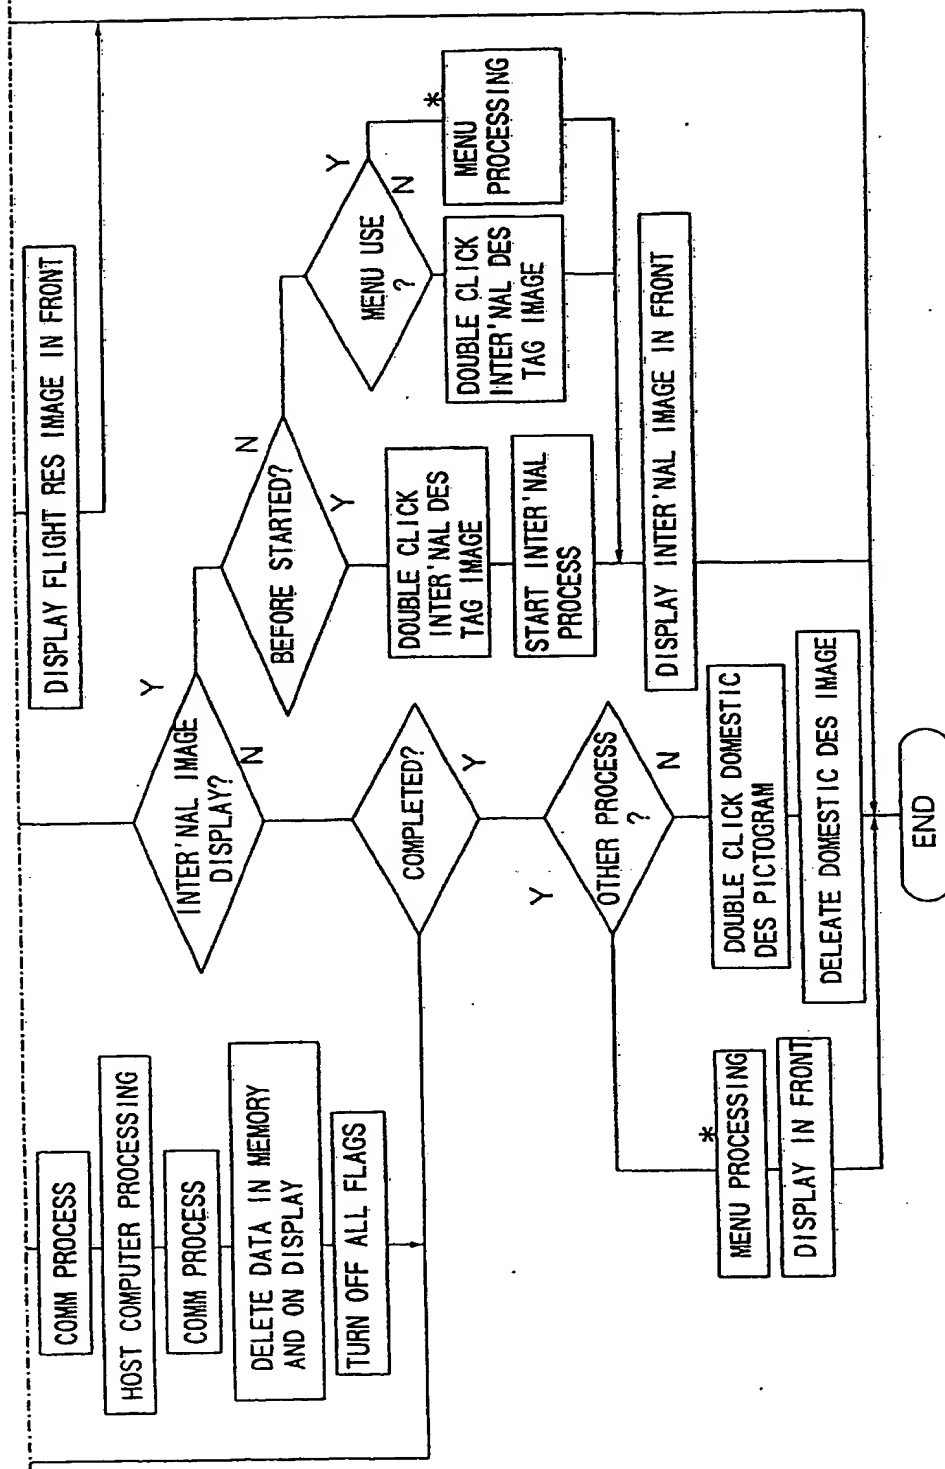 COMM PROCESS
HOST COMPUTER PROCESSING
COMM PROCESS
DELETE DATA IN MEMORY
AND ON DISPLAY
TURN OFF ALL FLAGS
INTER'NAL IMAGE
DISPLAY?
Y
N
COMPLETED?
Y
OTHER PROCESS
?
Y
N
*
MENU PROCESSING
DISPLAY IN FRONT
DOUBLE CLICK DOMESTIC
DES PICTOGRAM
DELEATE DOMESTIC DES IMAGE
END
DISPLAY FLIGHT RES IMAGE IN FRONT
BEFORE STARTED?
N
Y
DOUBLE CLICK
INTER'NAL DES
TAG IMAGE
START INTER'NAL
PROCESS
MENU USE
?
Y
N
DOUBLE CLICK
INTER'NAL DES
TAG IMAGE
*
MENU
PROCESSING
DISPLAY INTER'NAL IMAGE IN FRONT